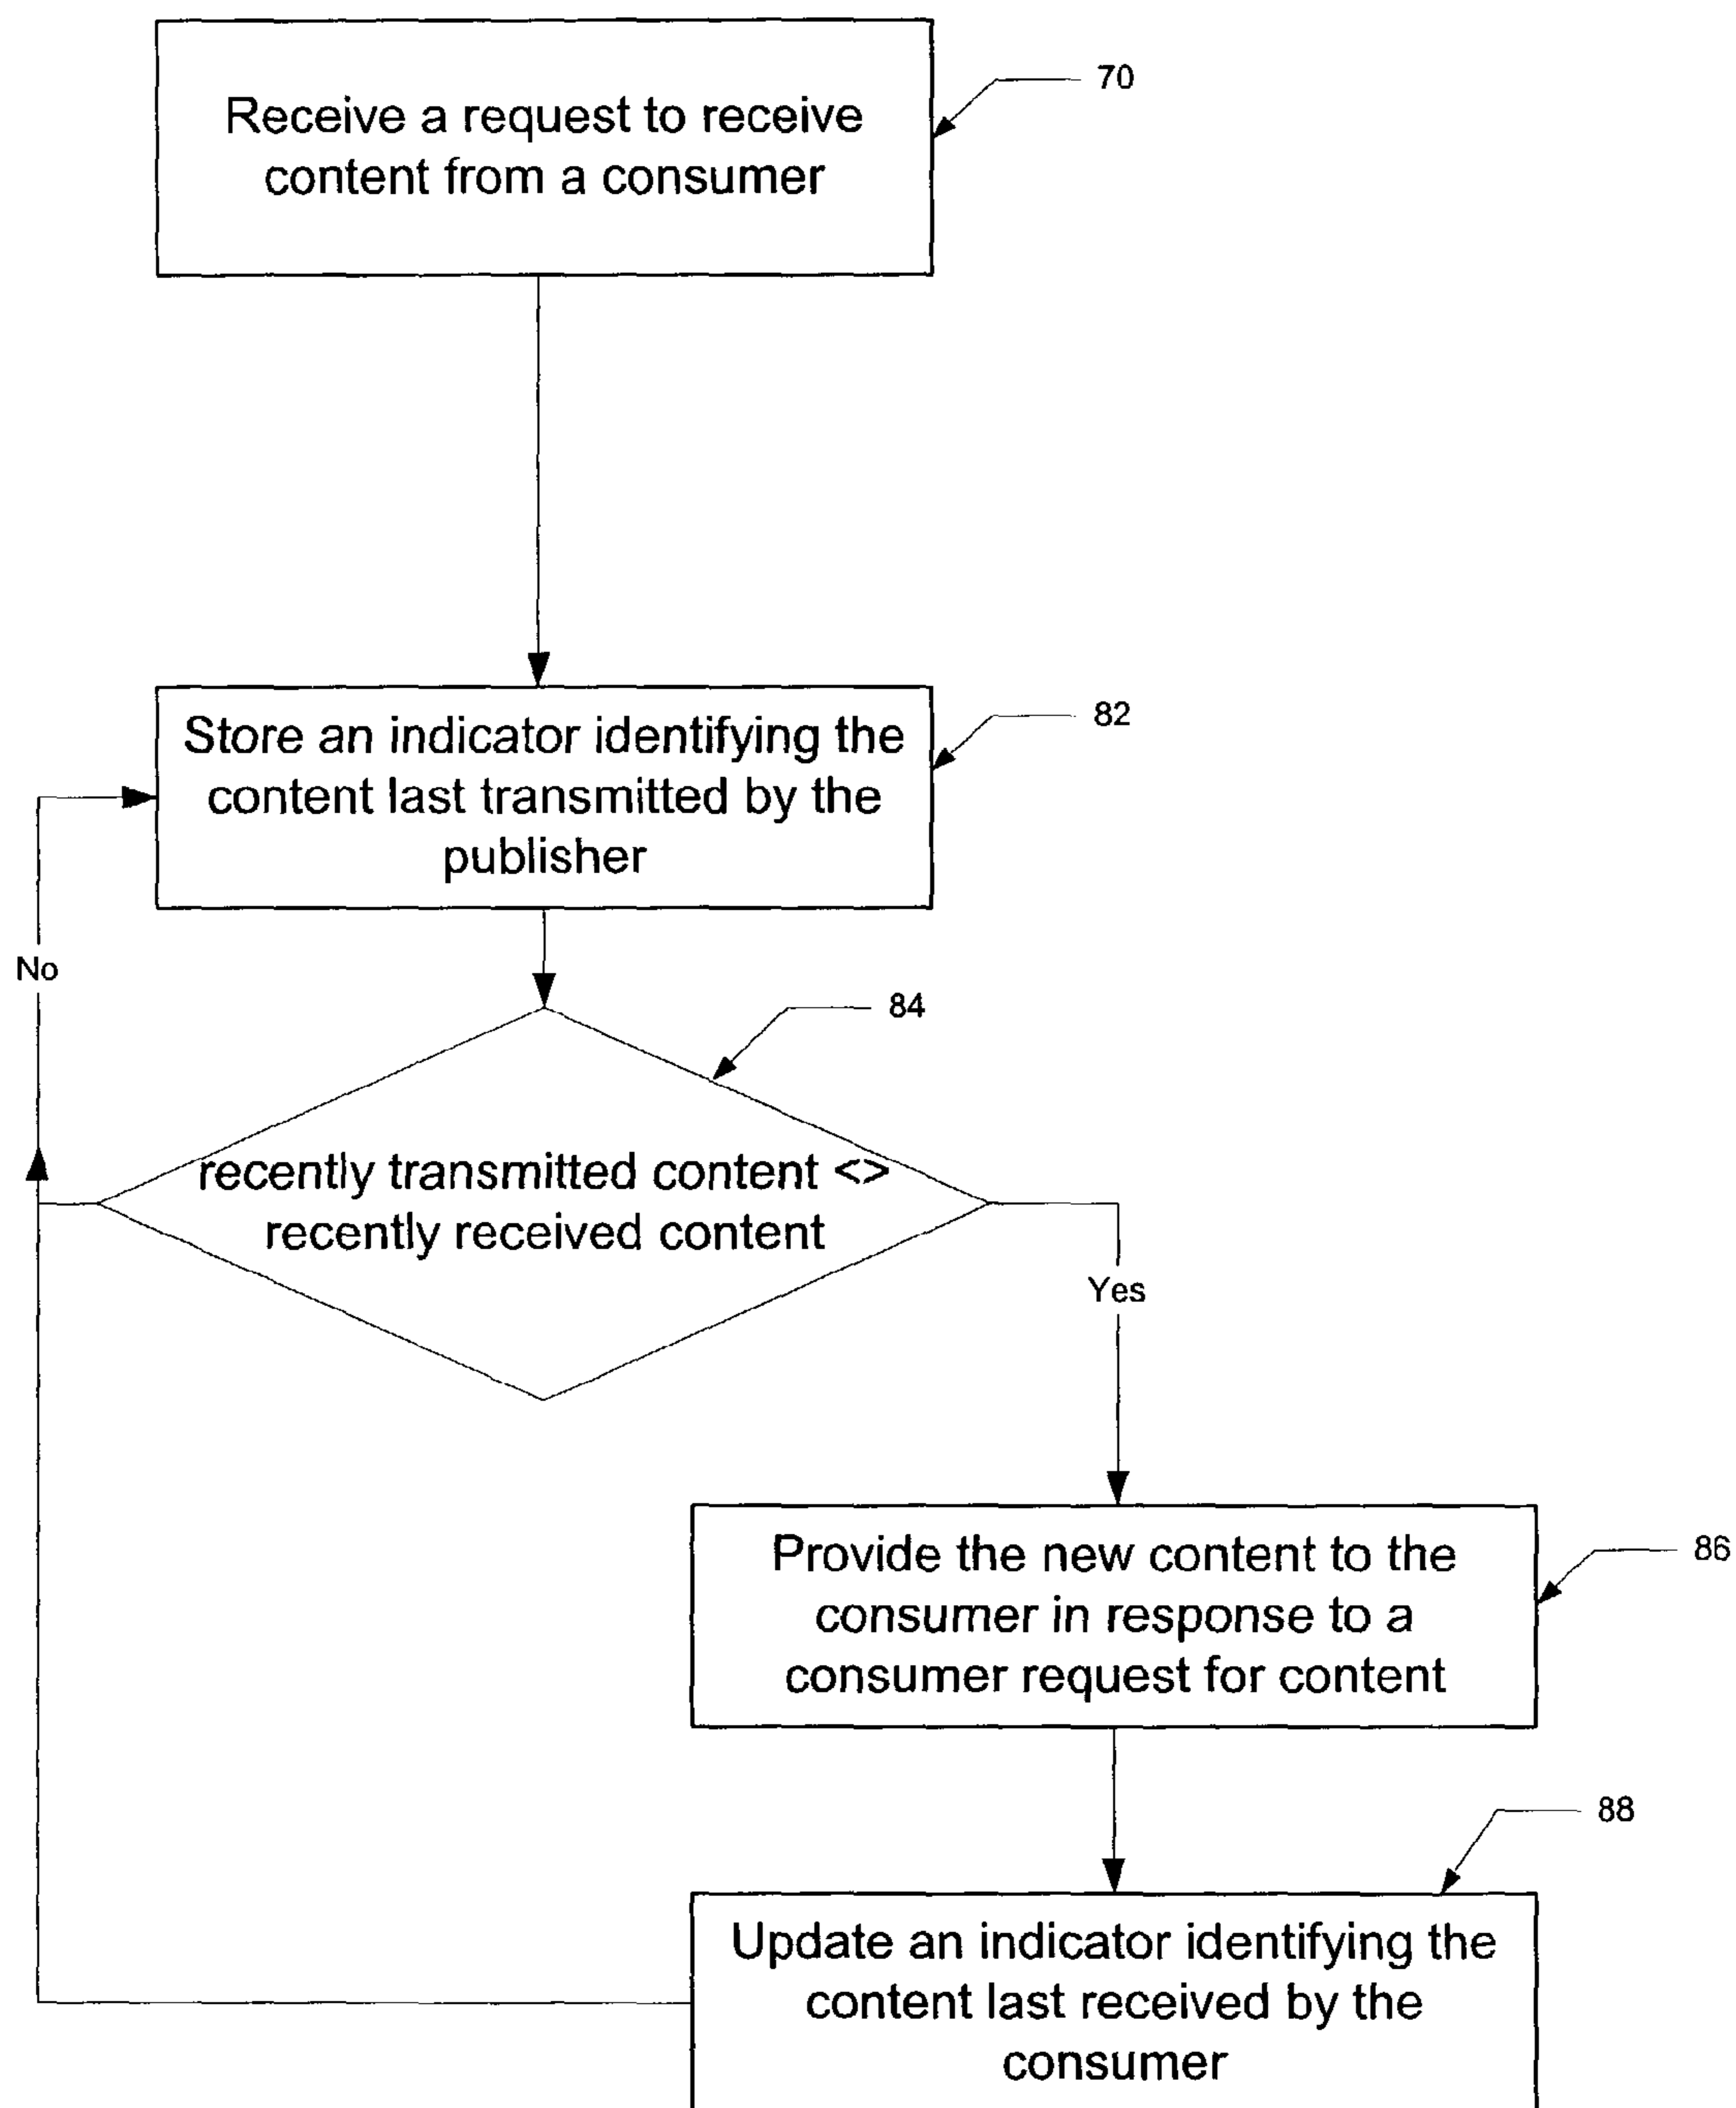 Receive a request to receive
content from a consumer
70
Store an indicator identifying the
content last transmitted by the
publisher
82
No
84
recently transmitted content <>
recently received content
Yes
Provide the new content to the
consumer in response to a
consumer request for content
86
88
Update an indicator identifying the
content last received by the
consumer